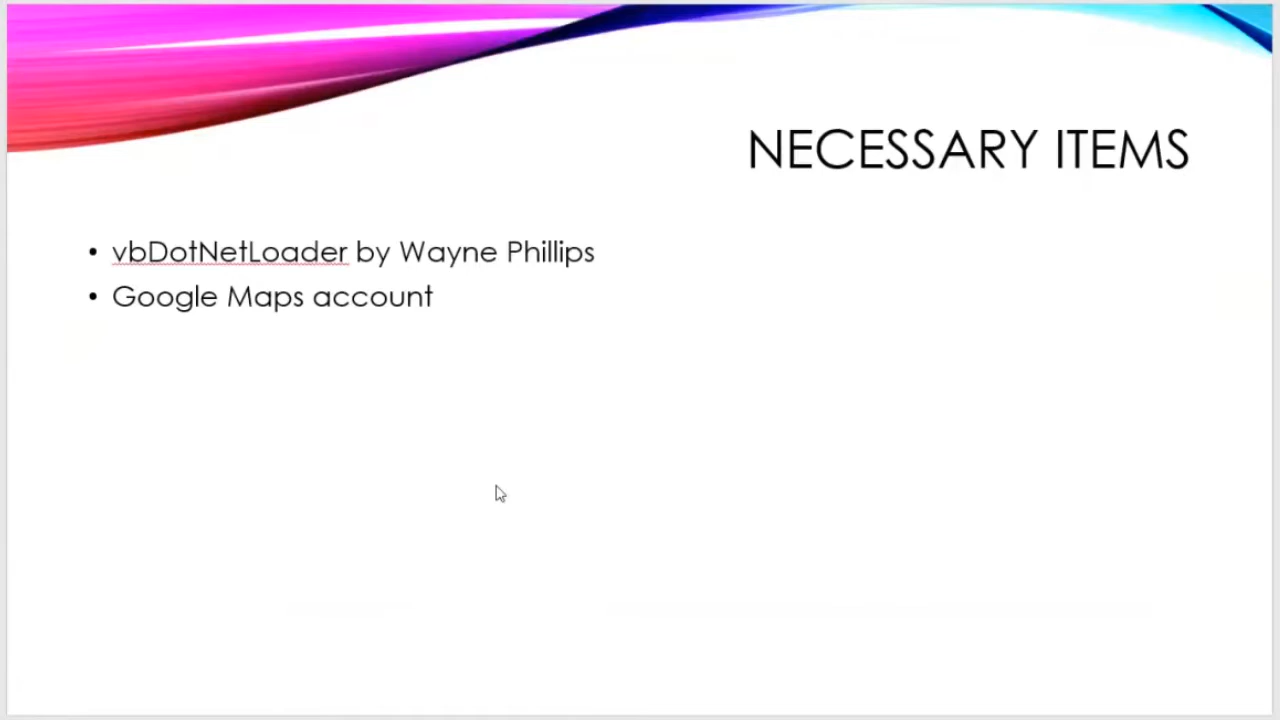 NECESSARY ITEMS
• vbDotNetLoader by Wayne Phillips
• Google Maps account